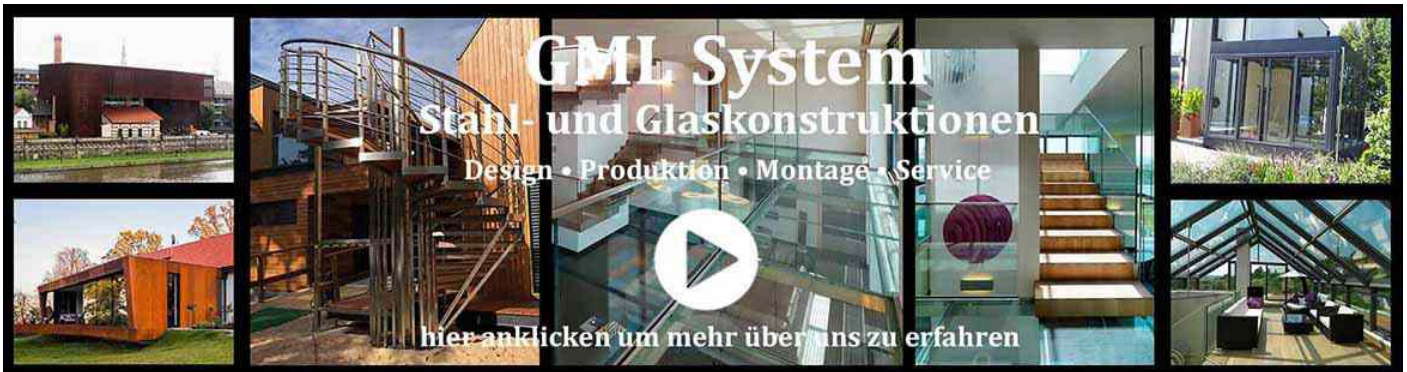 GML System
Stahl- und Glaskonstruktionen
Design • Produktion • Montage • Service
hier anklicken um mehr über uns zu erfahren